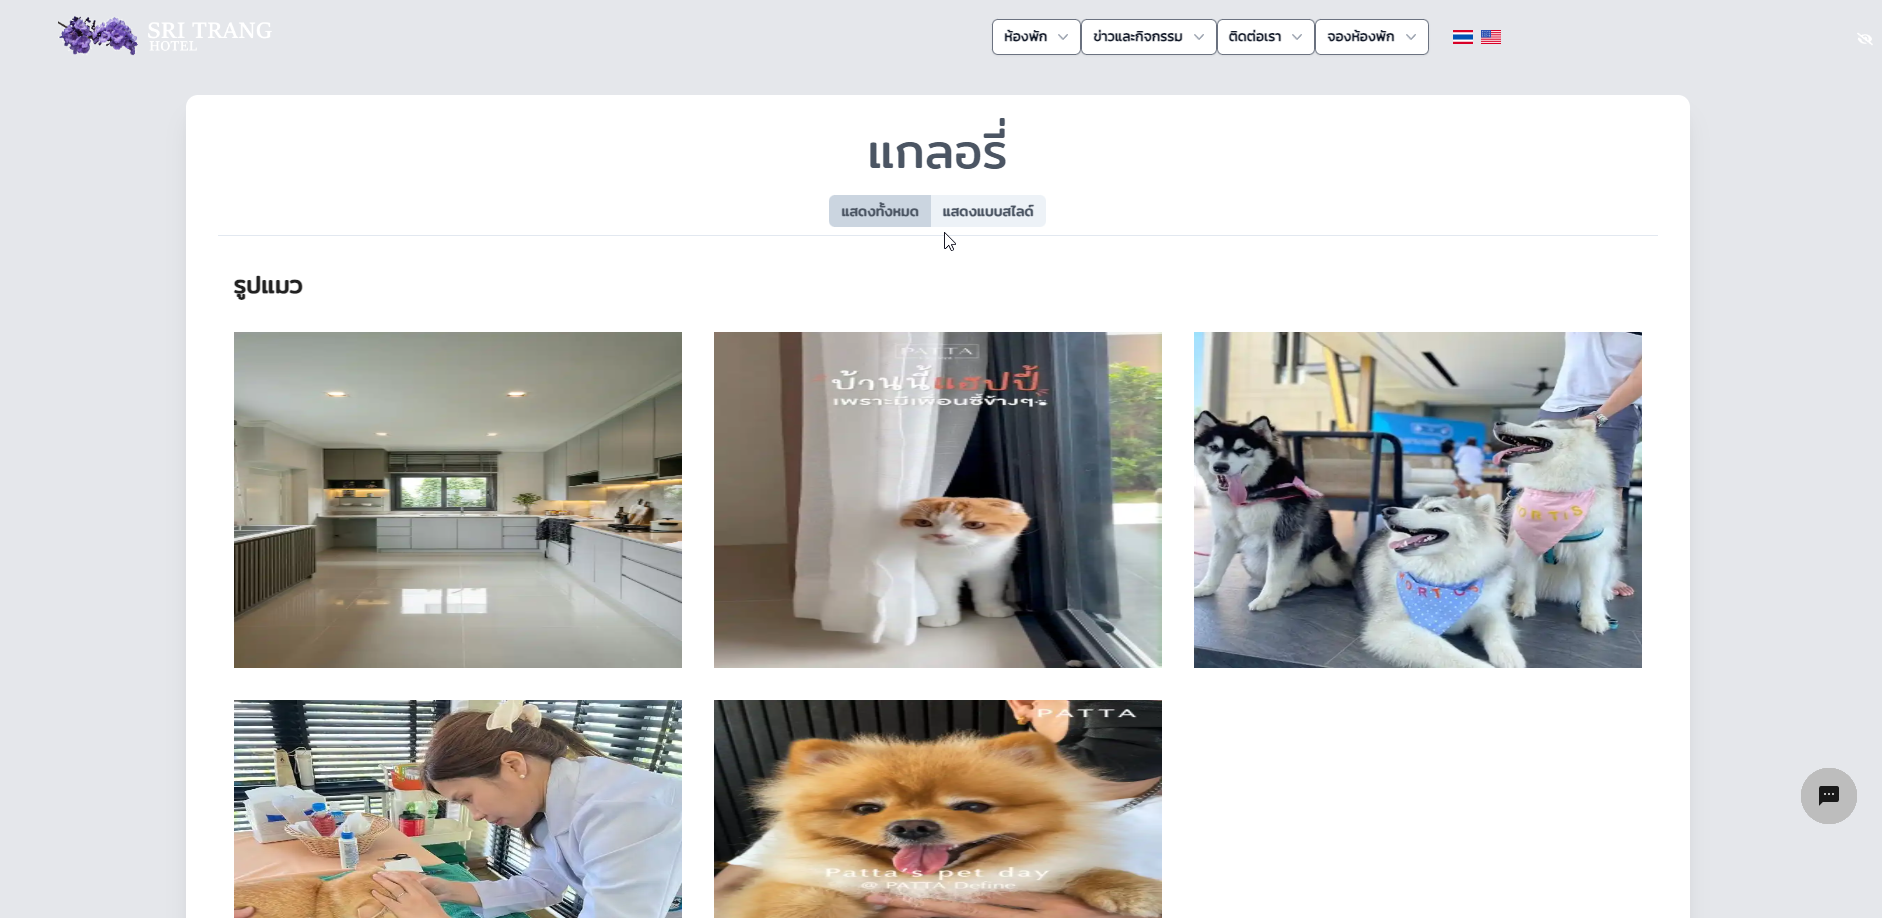 SRI TRANG
HOTEL
ห้องพัก
ข่าวและกิจกรรม
ติดต่อเรา
จองห้องพัก
แกลอรี่
แสดงทั้งหมด
แสดงแบบสไลด์
รูปแมว
PATTA
บ้านนี้แฮปปี้
เพราะมีเพื่อนซี้ข้างๆ
ORTIS
PORT
PATTA
Patta's pet day
@ PATTA Define